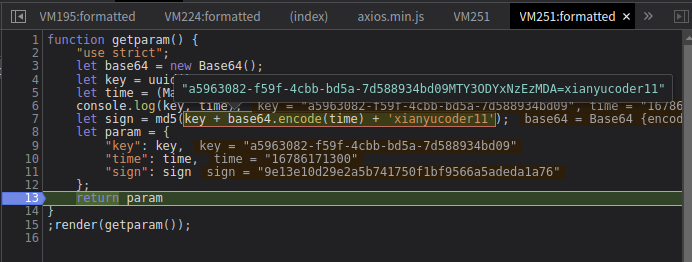 VM195:formatted VM224:formatted (index) axios.min.js VM251 VM251:formatted ×
1 function getparam() {
2 "use strict";
3 let base64 = new Base64();
4 let key = uuid
"a5963082-f59f-4cbb-bd5a-7d588934bd09MTY3ODYxNzEzMDA=xianyucoder11"
5 let time = (Ma
6 console.log(key, time); key = "a5963082-f59f-4cbb-bd5a-7d588934bd09", time = "16786
7 let sign = md5(key + base64.encode(time) + 'xianyucoder11'); base64 = Base64 {encod
8 let param = {
9 "key": key, key = "a5963082-f59f-4cbb-bd5a-7d588934bd09"
10 "time": time, time = "16786171300"
11 "sign": sign sign = "9e13e10d29e2a5b741750f1bf9566a5adeda1a76"
12 };
13 return param
14 }
15 ;render(getparam());
16